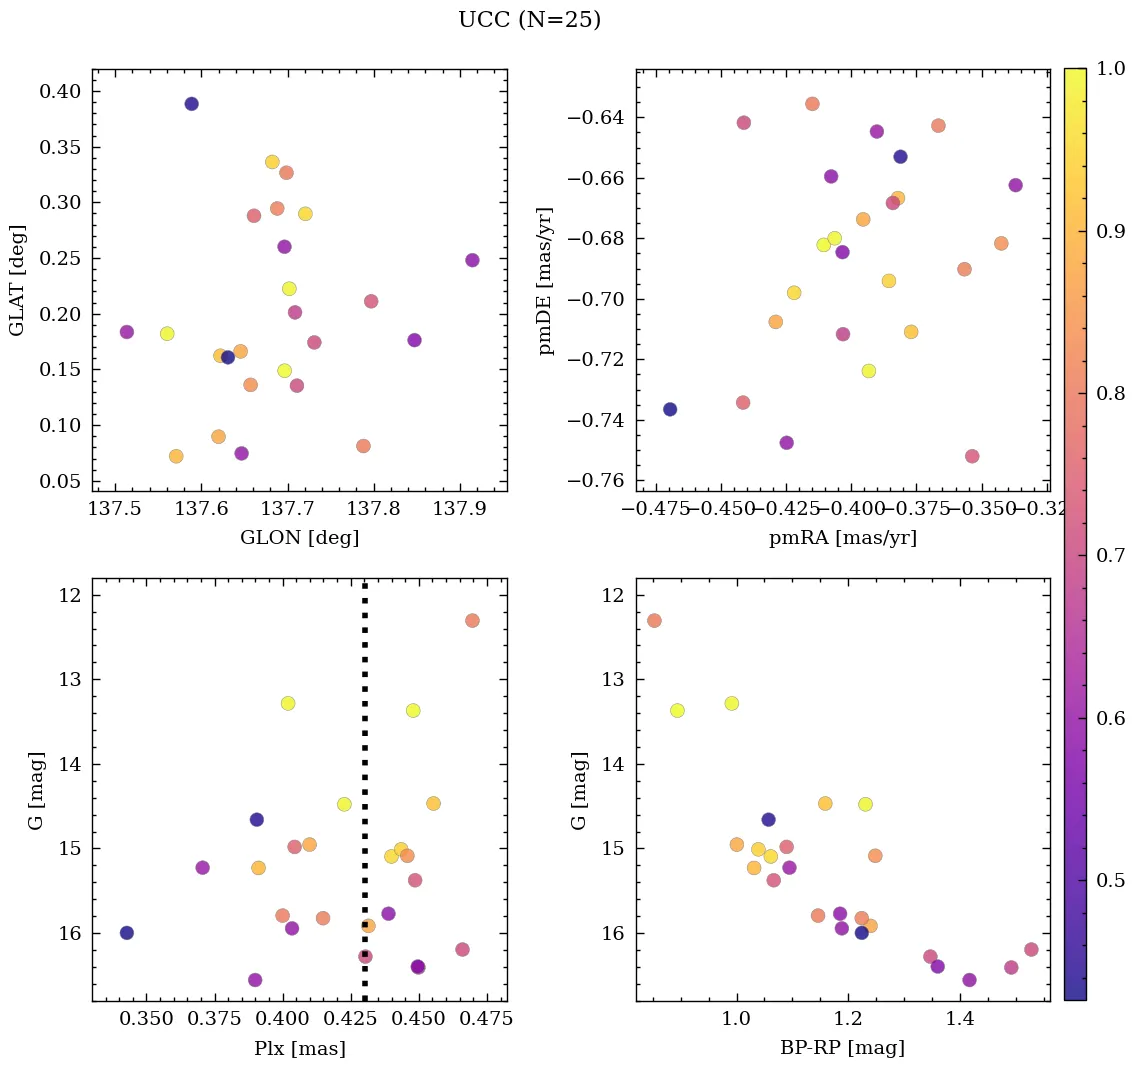 UCC (N=25)
0.40
0.35
0.30
0.25
0.20
0.15
0.10
0.05
GLAT [deg]
137.5 137.6 137.7 137.8 137.9
GLON [deg]
−0.64
−0.66
−0.68
−0.70
−0.72
−0.74
−0.76
pmDE [mas/yr]
−0.475 −0.450 −0.425 −0.400 −0.375 −0.350 −0.32
pmRA [mas/yr]
12
13
14
15
16
G [mag]
0.350 0.375 0.400 0.425 0.450 0.475
Plx [mas]
12
13
14
15
16
G [mag]
1.0 1.2 1.4
BP-RP [mag]
1.0
0.9
0.8
0.7
0.6
0.5